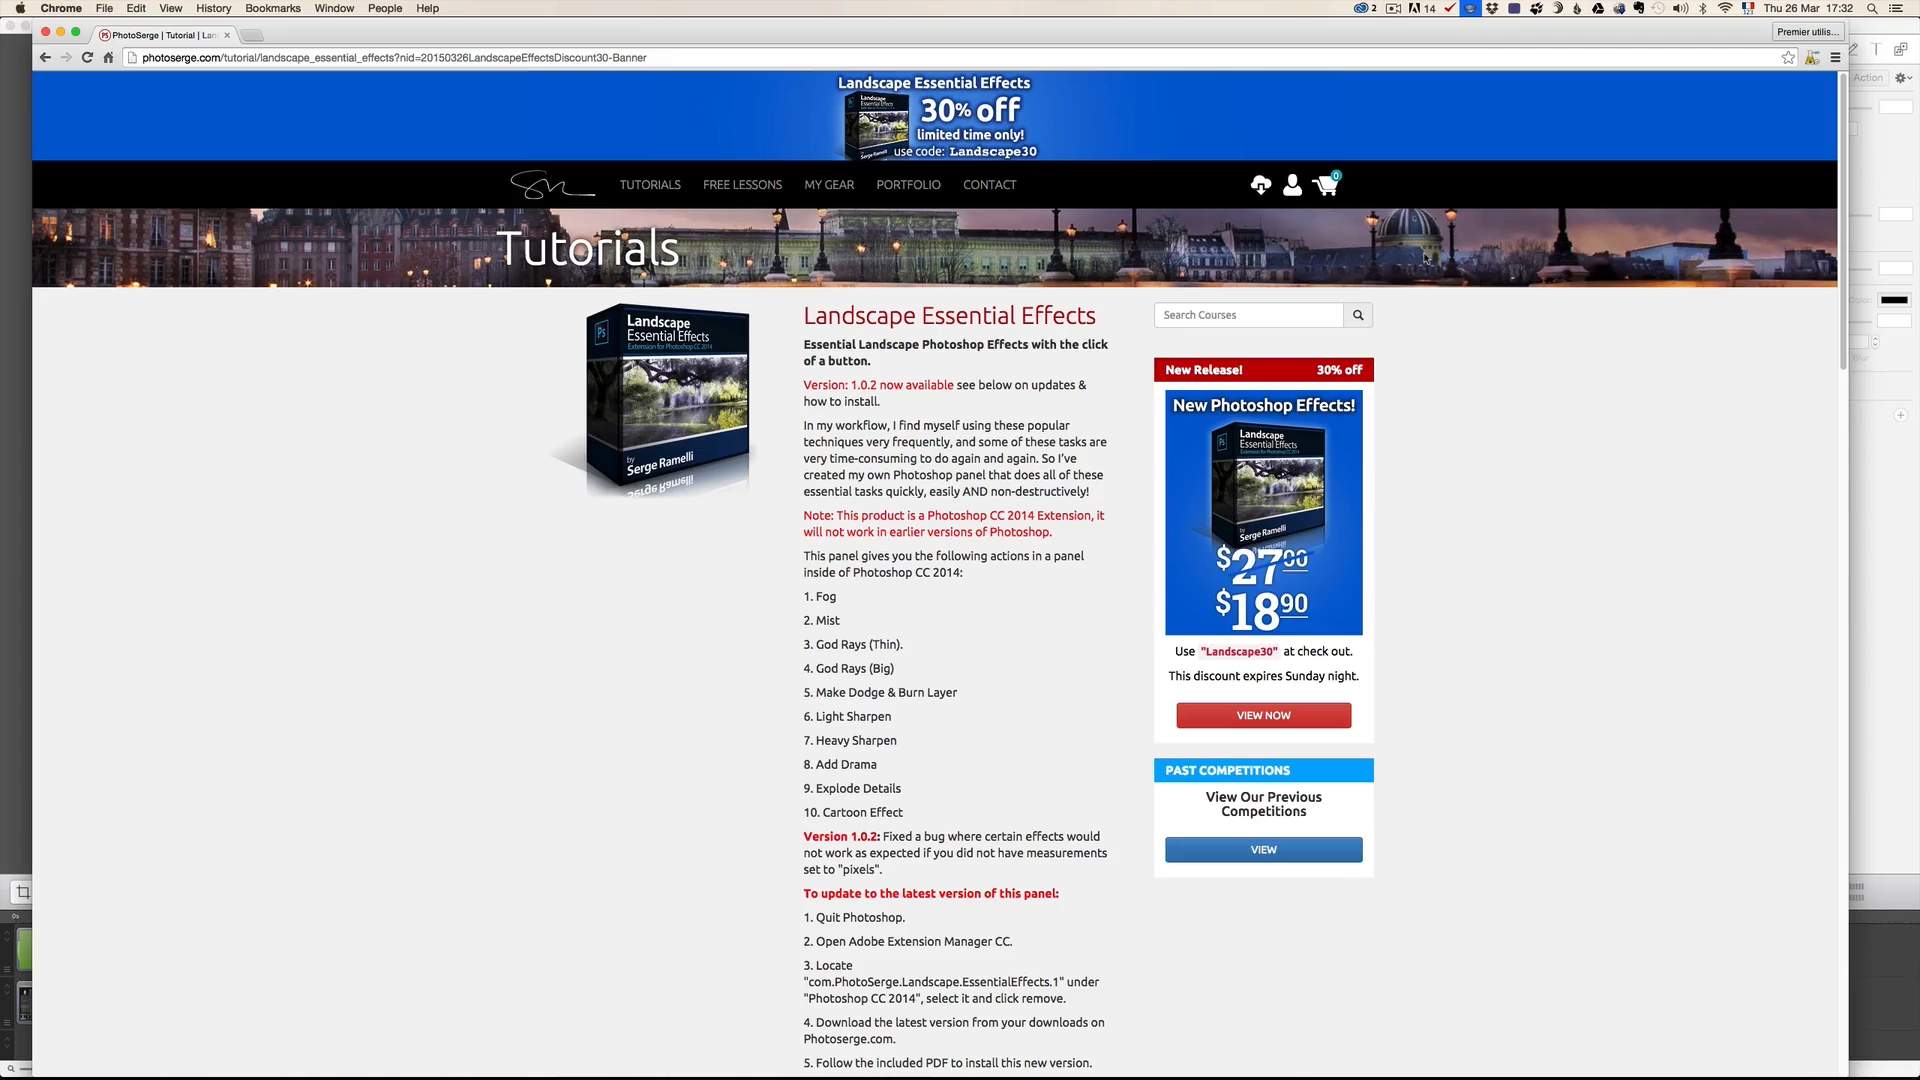 Chrome File Edit View History Bookmarks Window People Help
2 14 Thu 26 Mar 17:32
PhotoSerge | Tutorial | Lan
Premier utilis...
photoserge.com/tutorial/landscape_essential_effects?nid=20150326LandscapeEffectsDiscount30-Banner
Action
Landscape Essential Effects
30% off
limited time only!
use code: Landscape30
TUTORIALS FREE LESSONS MY GEAR PORTFOLIO CONTACT
0
Tutorials
Ps
Landscape
Essential Effects
Extension for Photoshop CC 2014
by
Serge Ramelli
Landscape Essential Effects
Essential Landscape Photoshop Effects with the click
of a button.
Version: 1.0.2 now available see below on updates &
how to install.
In my workflow, I find myself using these popular
techniques very frequently, and some of these tasks are
very time-consuming to do again and again. So I've
created my own Photoshop panel that does all of these
essential tasks quickly, easily AND non-destructively!
Note: This product is a Photoshop CC 2014 Extension, it
will not work in earlier versions of Photoshop.
This panel gives you the following actions in a panel
inside of Photoshop CC 2014:
1. Fog
2. Mist
3. God Rays (Thin).
4. God Rays (Big)
5. Make Dodge & Burn Layer
6. Light Sharpen
7. Heavy Sharpen
8. Add Drama
9. Explode Details
10. Cartoon Effect
Version 1.0.2: Fixed a bug where certain effects would
not work as expected if you did not have measurements
set to "pixels".
To update to the latest version of this panel:
1. Quit Photoshop.
2. Open Adobe Extension Manager CC.
3. Locate
"com.PhotoSerge.Landscape.EssentialEffects.1" under
"Photoshop CC 2014", select it and click remove.
4. Download the latest version from your downloads on
Photoserge.com.
5. Follow the included PDF to install this new version.
Search Courses
New Release! 30% off
New Photoshop Effects!
Landscape
Essential Effects
by
Serge Ramelli
$27.00
$18.90
Use "Landscape30" at check out.
This discount expires Sunday night.
VIEW NOW
PAST COMPETITIONS
View Our Previous
Competitions
VIEW